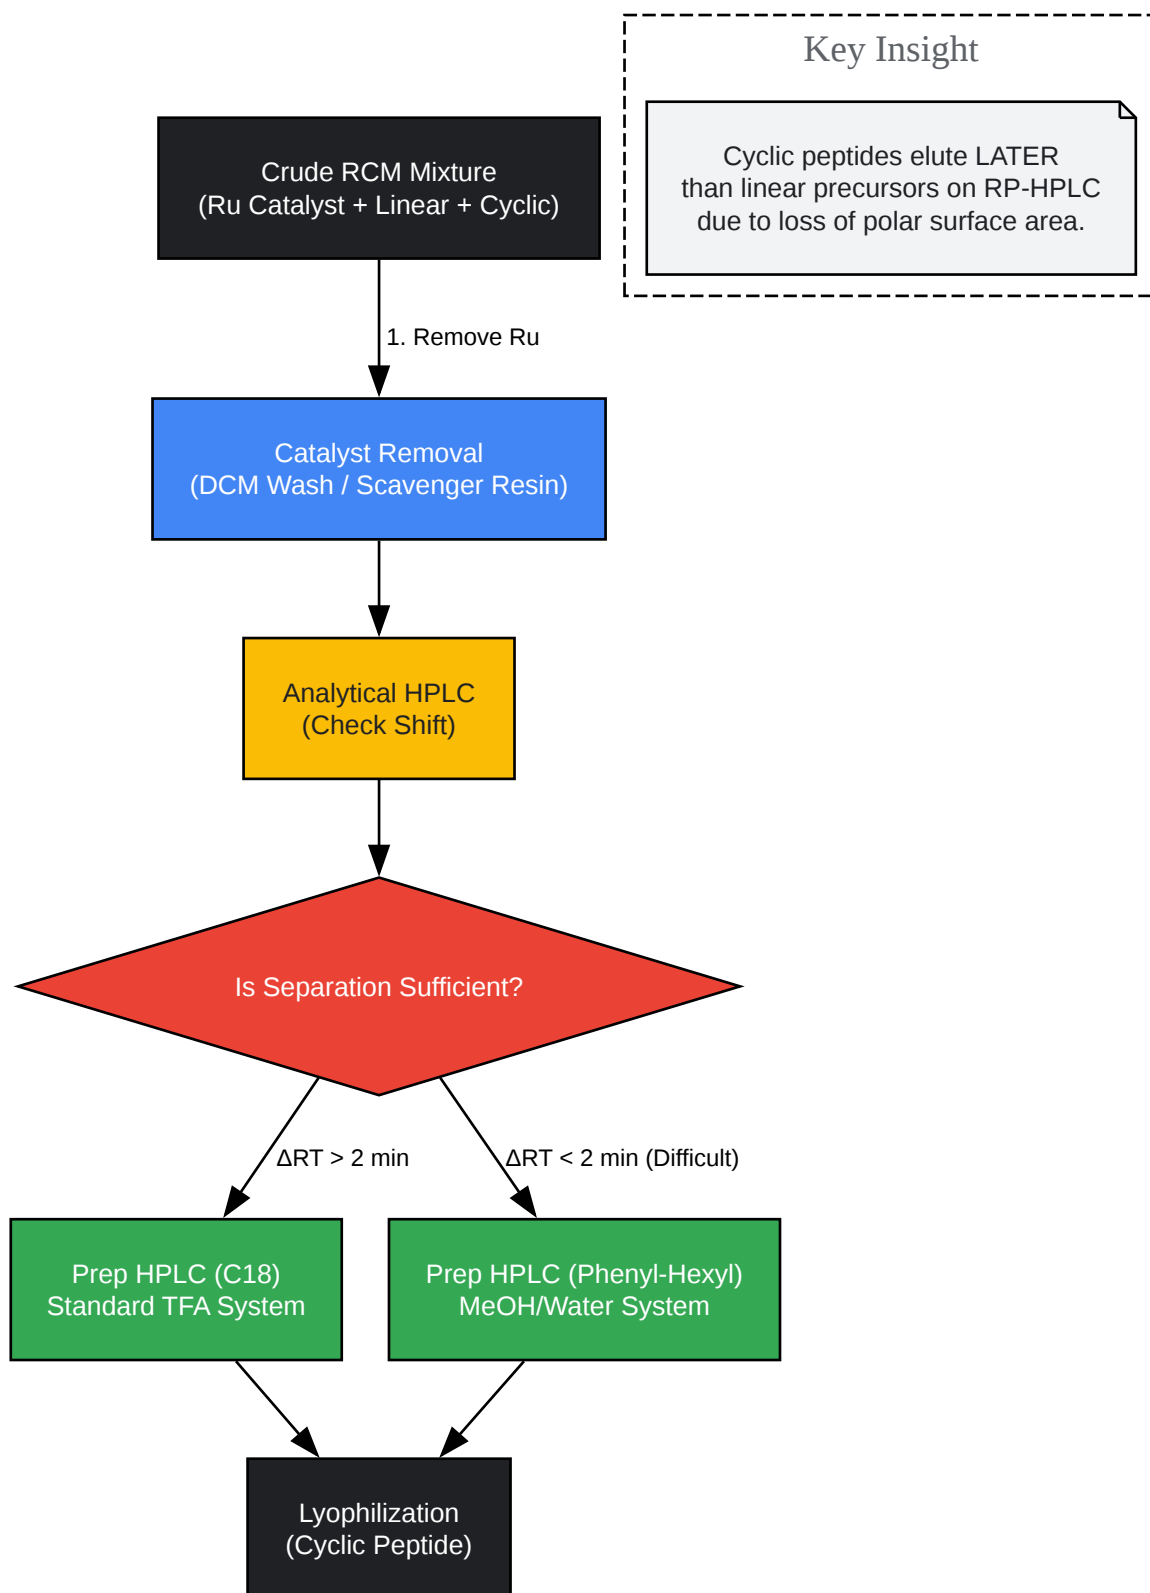 Key Insight
Cyclic peptides elute LATER
than linear precursors on RP-HPLC
due to loss of polar surface area.
Crude RCM Mixture
(Ru Catalyst + Linear + Cyclic)
1. Remove Ru
Catalyst Removal
(DCM Wash / Scavenger Resin)
Analytical HPLC
(Check Shift)
Is Separation Sufficient?
ΔRT > 2 min
ΔRT < 2 min (Difficult)
Prep HPLC (C18)
Standard TFA System
Prep HPLC (Phenyl-Hexyl)
MeOH/Water System
Lyophilization
(Cyclic Peptide)